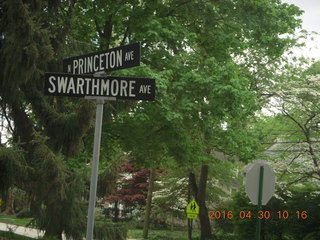 N PRINCETON AVE
SWARTHMORE AVE
2016 04 30 10 16